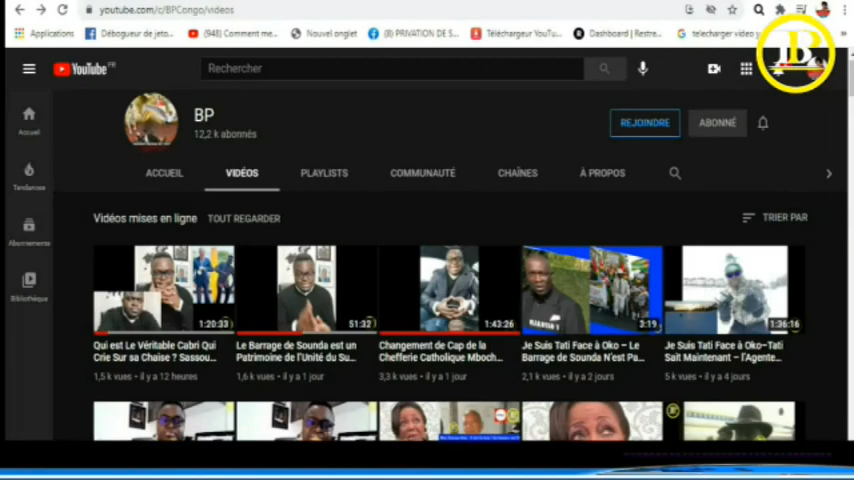 youtube.com/c/BPCongo/videos
Applications
Débogueur de jeto...
(948) Comment me...
Nouvel onglet
(8) PRIVATION DE S...
Téléchargeur YouTu...
Dashboard | Restre...
telecharger video y
YouTube FR
Rechercher
B
BP
12,2 k abonnés
REJOINDRE
ABONNÉ
Accueil
Tendances
Abonnements
Bibliothèque
ACCUEIL
VIDÉOS
PLAYLISTS
COMMUNAUTÉ
CHAÎNES
À PROPOS
Vidéos mises en ligne
TOUT REGARDER
TRIER PAR
1:20:33
51:32
1:43:26
3:19
1:36:16
Qui est Le Véritable Cabri Qui
Crie Sur sa Chaise ? Sassou...
1,5 k vues • il y a 12 heures
Le Barrage de Sounda est un
Patrimoine de l'Unité du Su...
1,6 k vues • il y a 1 jour
Changement de Cap de la
Chefferie Catholique Mboch...
3,3 k vues • il y a 1 jour
Je Suis Tati Face à Oko – Le
Barrage de Sounda N'est Pa...
2,1 k vues • il y a 2 jours
Je Suis Tati Face à Oko–Tati
Sait Maintenant – l'Agente...
5 k vues • il y a 4 jours